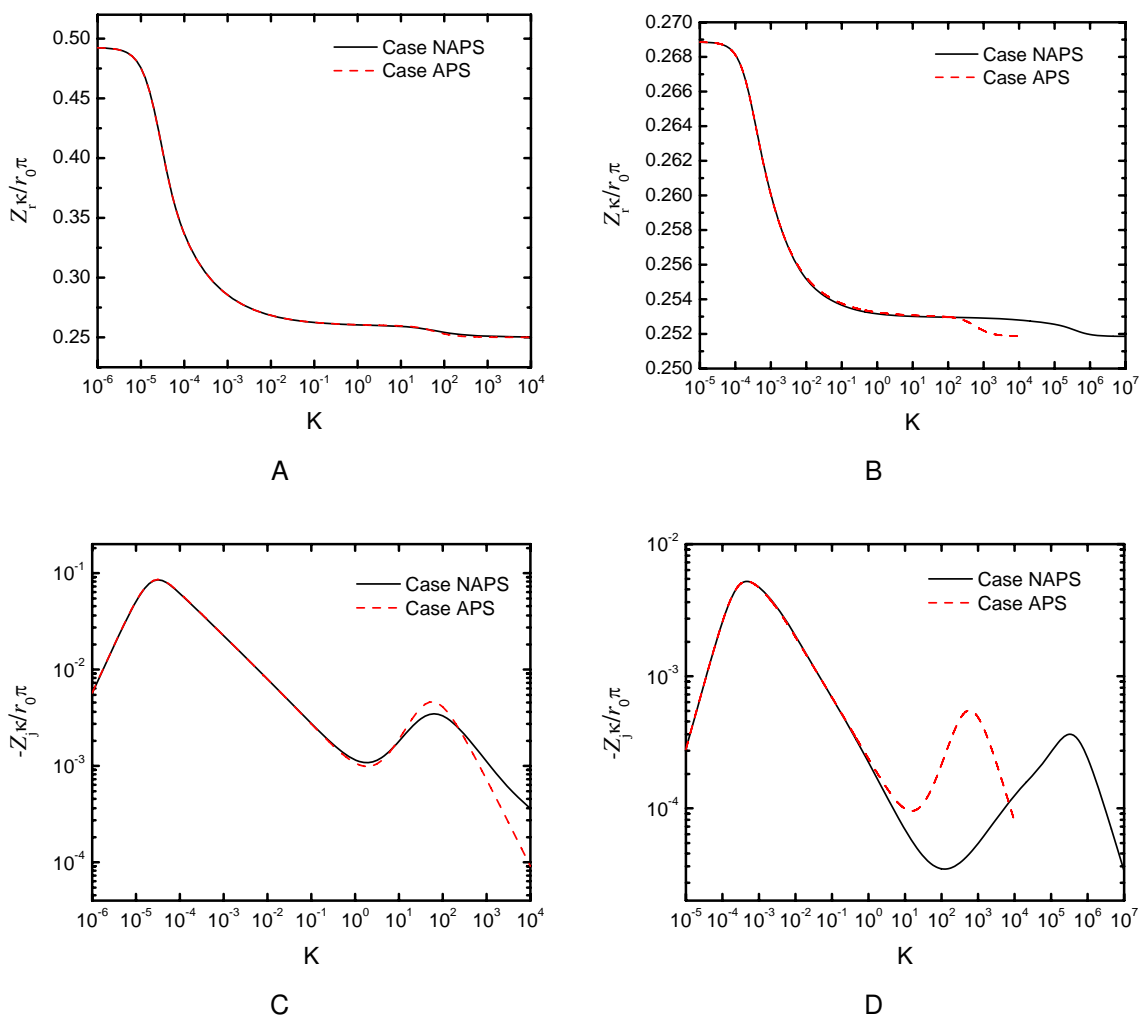 0.50
0.45
0.40
0.35
0.30
0.25
Z_r κ/r_0 π
Case NAPS
Case APS
10^-6 10^-5 10^-4 10^-3 10^-2 10^-1 10^0 10^1 10^2 10^3 10^4
K
A
0.270
0.268
0.266
0.264
0.262
0.260
0.258
0.256
0.254
0.252
0.250
Z_r κ/r_0 π
Case NAPS
Case APS
10^-5 10^-4 10^-3 10^-2 10^-1 10^0 10^1 10^2 10^3 10^4 10^5 10^6 10^7
K
B
10^-1
10^-2
10^-3
10^-4
-Z_j κ/r_0 π
Case NAPS
Case APS
10^-6 10^-5 10^-4 10^-3 10^-2 10^-1 10^0 10^1 10^2 10^3 10^4
K
C
10^-2
10^-3
10^-4
-Z_j κ/r_0 π
Case NAPS
Case APS
10^-5 10^-4 10^-3 10^-2 10^-1 10^0 10^1 10^2 10^3 10^4 10^5 10^6 10^7
K
D